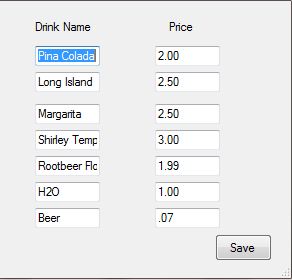 Drink Name Price
Pina Colada 2.00
Long Island 2.50
Margarita 2.50
Shirley Temp 3.00
Rootbeer Flo 1.99
H2O 1.00
Beer .07
Save